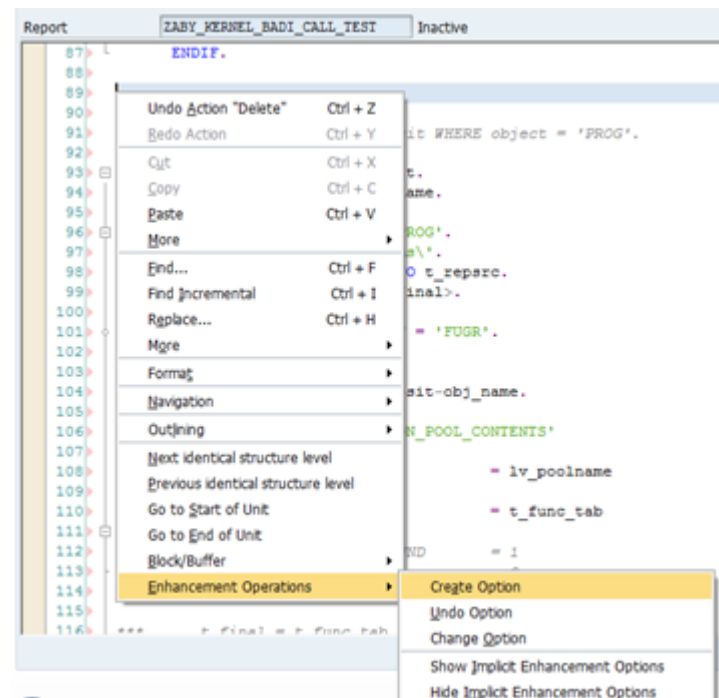 Report ZABY_KERNEL_BADI_CALL_TEST Inactive
87 ENDIF.
88
89
90 Undo Action "Delete" Ctrl + Z
91 Redo Action Ctrl + Y it WHERE object = 'PROG'.
92
93 Cut Ctrl + X t.
94 Copy Ctrl + C ame.
95 Paste Ctrl + V
96 More ROG'.
97 s\'.
98 Find... Ctrl + F O t_repsrc.
99 Find Incremental Ctrl + I inal>.
100 Replace... Ctrl + H
101 = 'FUGR'.
102 More
103 Format
104 sit-obj_name.
105 Navigation
106 Outlining N_POOL_CONTENTS'
107 Next identical structure level
108 = lv_poolname
109 Previous identical structure level
110 Go to Start of Unit = t_func_tab
111 Go to End of Unit
112 ND = 1
113 Block/Buffer
114 Enhancement Operations Create Option
115 Undo Option
116 *** t_final = t_func_tab
Change Option
Show Implicit Enhancement Options
Hide Implicit Enhancement Options